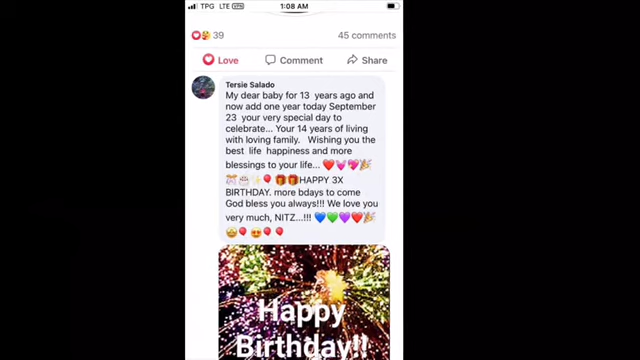 TPG LTE VPN 1:08 AM
39 45 comments
Love Comment Share
Tersie Salado
My dear baby for 13 years ago and
now add one year today September
23 your very special day to
celebrate... Your 14 years of living
with loving family. Wishing you the
best life happiness and more
blessings to your life... ❤️💓💖🎉
🎊🎂✨🎈🎁🎁HAPPY 3X
BIRTHDAY. more bdays to come
God bless you always!!! We love you
very much, NITZ...!!! 💙💚💜❤️🎉
🤩🎈😍🎈🎈
Happy
Birthday!!